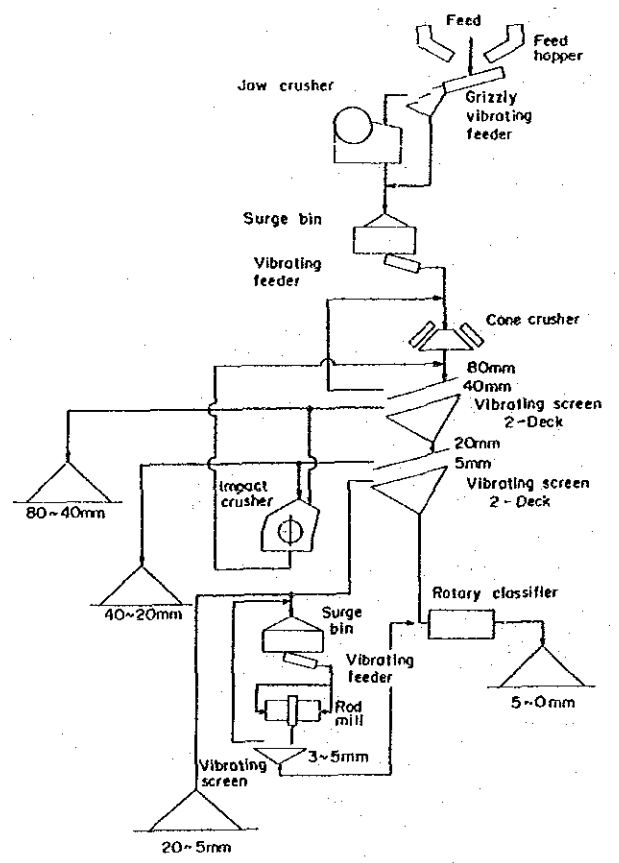 Feed
Feed
hopper
Jaw crusher
Grizzly
vibrating
feeder
Surge bin
Vibrating
feeder
Cone crusher
80mm
40mm
Vibrating screen
2-Deck
20mm
5mm
Vibrating screen
2-Deck
80~40mm
Impact
crusher
40~20mm
Rotary classifier
Surge
bin
Vibrating
feeder
5~0mm
Rod
mill
3~5mm
Vibrating
screen
20~5mm